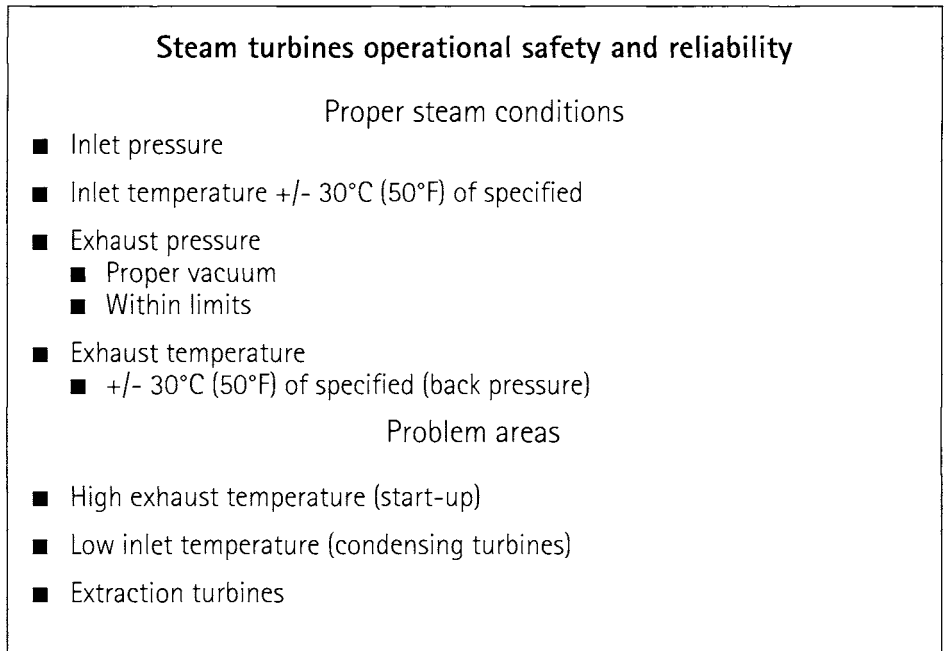 Steam turbines operational safety and reliability
Proper steam conditions
■ Inlet pressure
■ Inlet temperature +/- 30°C (50°F) of specified
■ Exhaust pressure
■ Proper vacuum
■ Within limits
■ Exhaust temperature
■ +/- 30°C (50°F) of specified (back pressure)
Problem areas
■ High exhaust temperature (start-up)
■ Low inlet temperature (condensing turbines)
■ Extraction turbines